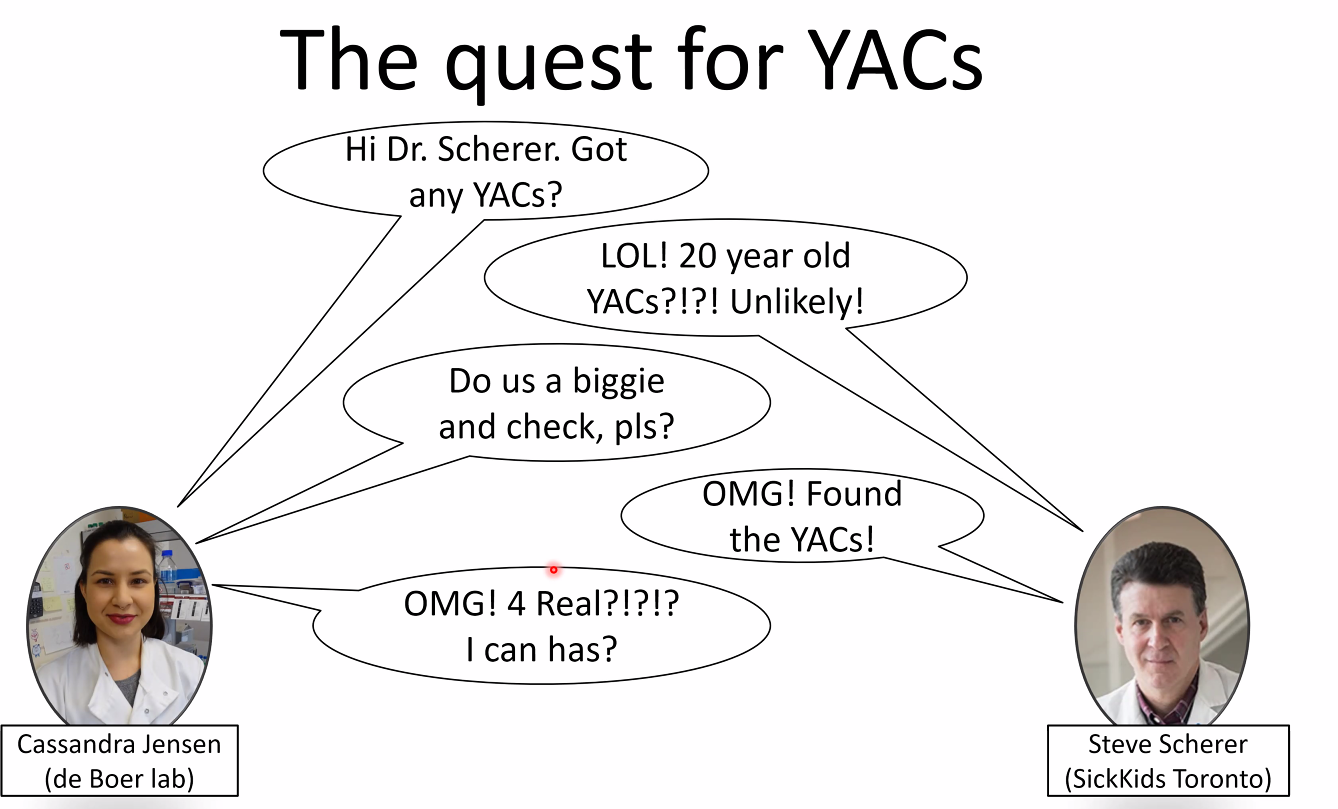 The quest for YACs
Hi Dr. Scherer. Got
any YACs?
LOL! 20 year old
YACs?!?! Unlikely!
Do us a biggie
and check, pls?
OMG! Found
the YACs!
OMG! 4 Real?!?!?
I can has?
Cassandra Jensen
(de Boer lab)
Steve Scherer
(SickKids Toronto)